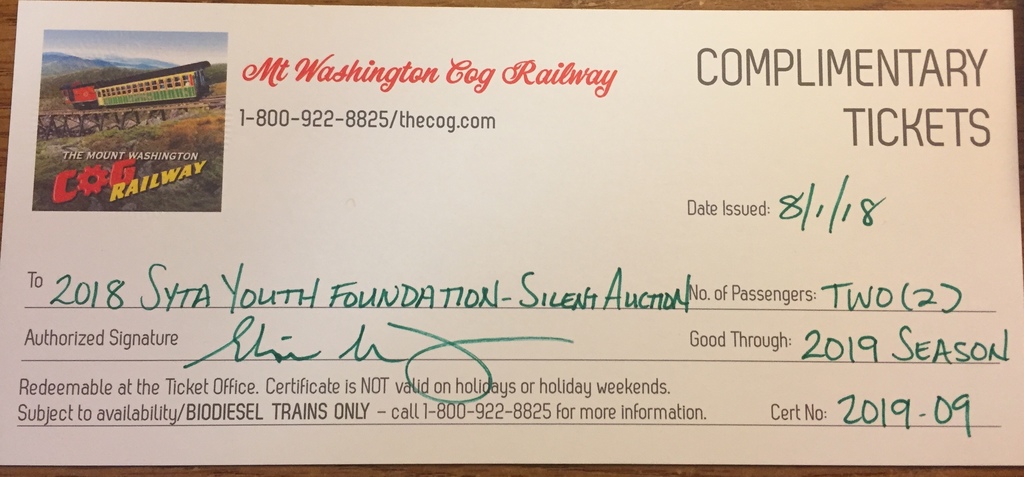 Mt Washington Cog Railway
1-800-922-8825/thecog.com
COMPLIMENTARY
TICKETS
THE MOUNT WASHINGTON
COG
RAILWAY
Date Issued: 8/1/18
To 2018 SYTA YOUTH FOUNDATION - SILENT AUCTION No. of Passengers: TWO (2)
Authorized Signature Good Through: 2019 SEASON
Redeemable at the Ticket Office. Certificate is NOT valid on holidays or holiday weekends.
Subject to availability/BIODIESEL TRAINS ONLY – call 1-800-922-8825 for more information. Cert No: 2019-09